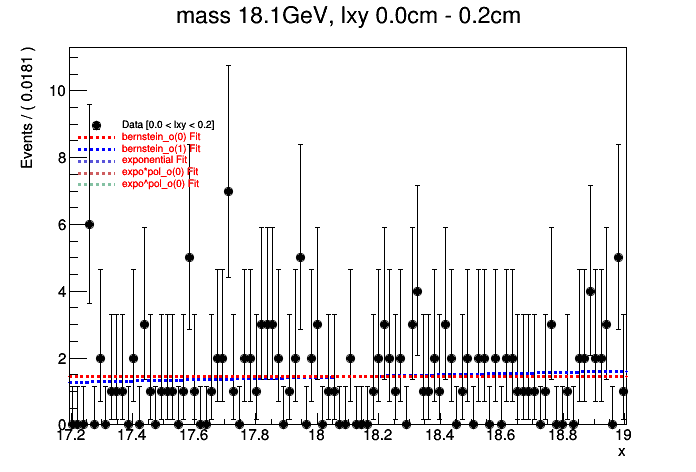 mass 18.1GeV, lxy 0.0cm - 0.2cm
Events / ( 0.0181 )
10
8
6
4
2
0
Data [0.0 < lxy < 0.2]
bernstein_o(0) Fit
bernstein_o(1) Fit
exponential Fit
expo*pol_o(0) Fit
expo^pol_o(0) Fit
17.2 17.4 17.6 17.8 18 18.2 18.4 18.6 18.8 19
x